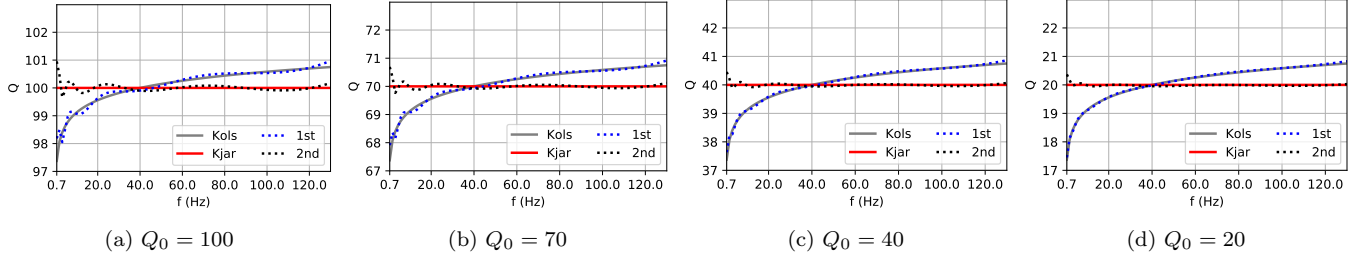 102
101
100
99
98
97
Q
0.7 20.0 40.0 60.0 80.0 100.0 120.0
f (Hz)
Kols 1st
Kjar 2nd
(a) Q0 = 100
72
71
70
69
68
67
Q
0.7 20.0 40.0 60.0 80.0 100.0 120.0
f (Hz)
Kols 1st
Kjar 2nd
(b) Q0 = 70
42
41
40
39
38
37
Q
0.7 20.0 40.0 60.0 80.0 100.0 120.0
f (Hz)
Kols 1st
Kjar 2nd
(c) Q0 = 40
22
21
20
19
18
17
Q
0.7 20.0 40.0 60.0 80.0 100.0 120.0
f (Hz)
Kols 1st
Kjar 2nd
(d) Q0 = 20